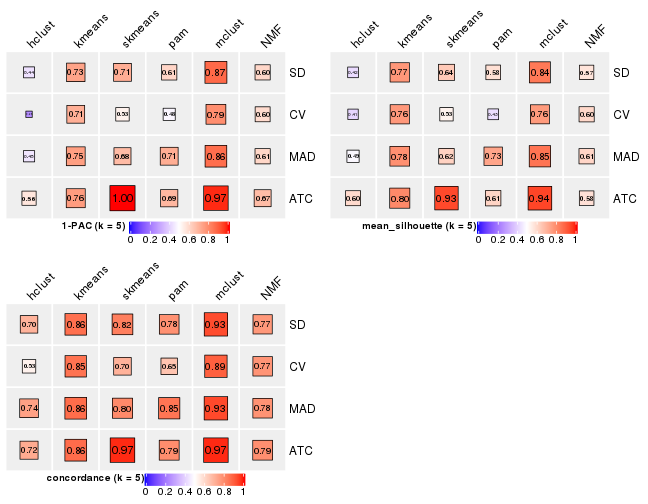 hclust kmeans skmeans pam mclust NMF
0.44 0.73 0.71 0.61 0.87 0.60 SD
0.71 0.53 0.48 0.79 0.60 CV
0.45 0.75 0.68 0.71 0.86 0.61 MAD
0.56 0.76 1.00 0.69 0.97 0.67 ATC
1-PAC (k = 5)
0 0.2 0.4 0.6 0.8 1
hclust kmeans skmeans pam mclust NMF
0.77 0.64 0.58 0.84 0.57 SD
0.41 0.76 0.53 0.76 0.60 CV
0.49 0.78 0.62 0.73 0.85 0.61 MAD
0.60 0.80 0.93 0.61 0.94 0.58 ATC
mean_silhouette (k = 5)
0 0.2 0.4 0.6 0.8 1
hclust kmeans skmeans pam mclust NMF
0.70 0.86 0.82 0.78 0.93 0.77 SD
0.53 0.85 0.70 0.65 0.89 0.77 CV
0.74 0.86 0.80 0.85 0.93 0.78 MAD
0.72 0.86 0.97 0.79 0.97 0.79 ATC
concordance (k = 5)
0 0.2 0.4 0.6 0.8 1